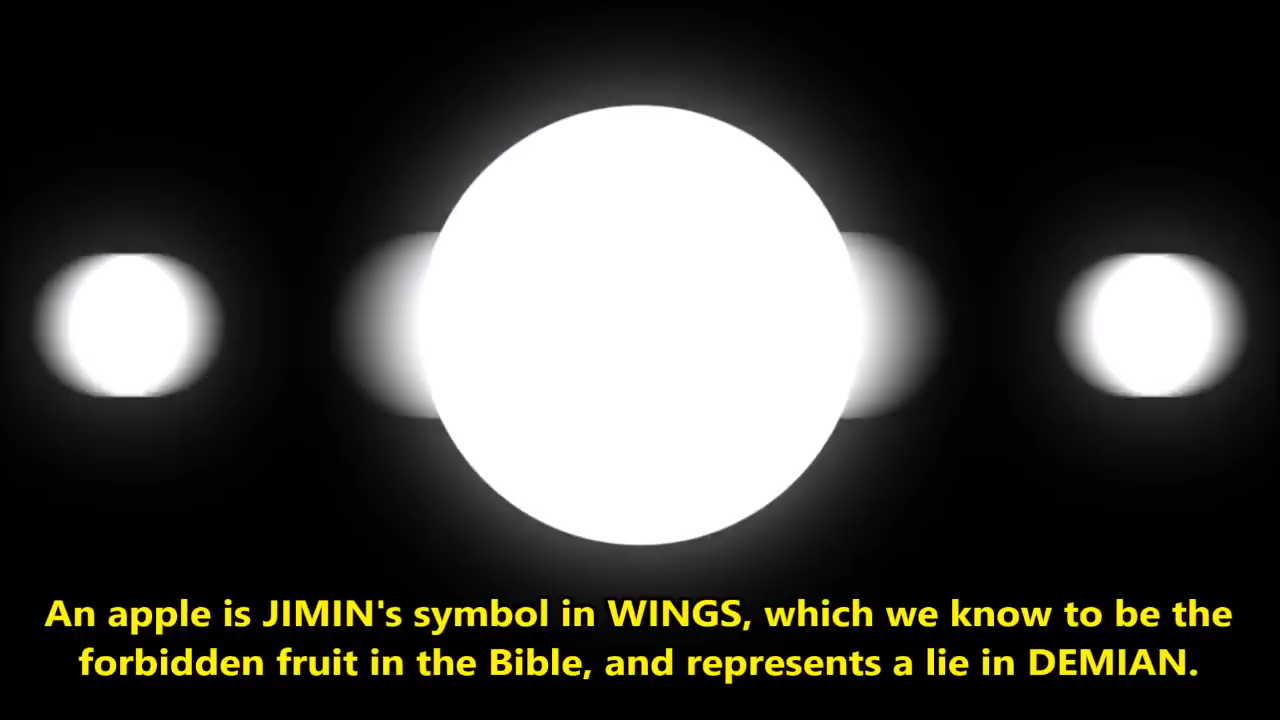 An apple is JIMIN's symbol in WINGS, which we know to be the
forbidden fruit in the Bible, and represents a lie in DEMIAN.